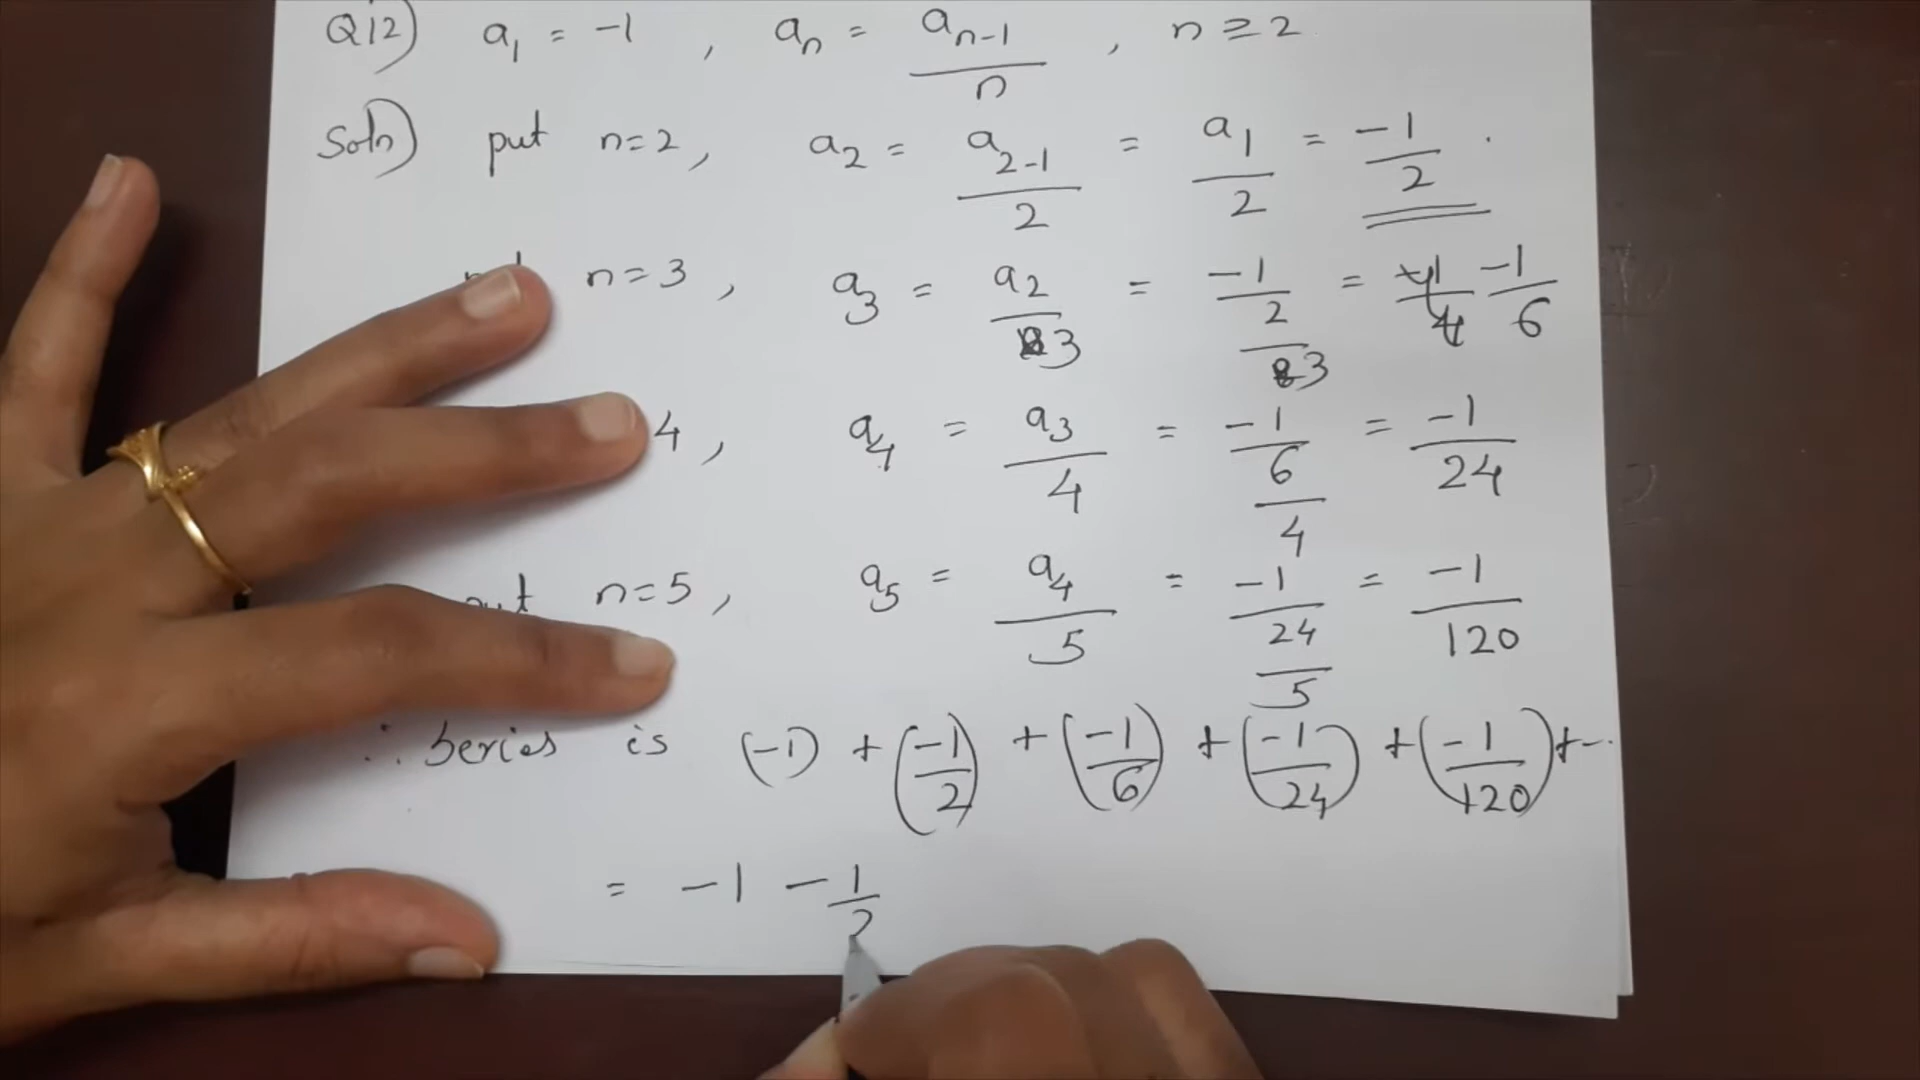 Q12) a₁ = -1 , aₙ = aₙ₋₁/n , n ≥ 2
Soln) put n=2, a₂ = a₂₋₁/2 = a₁/2 = -1/2 .
n=3 , a₃ = a₂/3 = -1/2/3 = -1/6
4 , a₄ = a₃/4 = -1/6/4 = -1/24
n=5 , a₅ = a₄/5 = -1/24/5 = -1/120
∴ Series is (-1) + (-1/2) + (-1/6) + (-1/24) + (-1/120) + ...
= -1 - 1/2